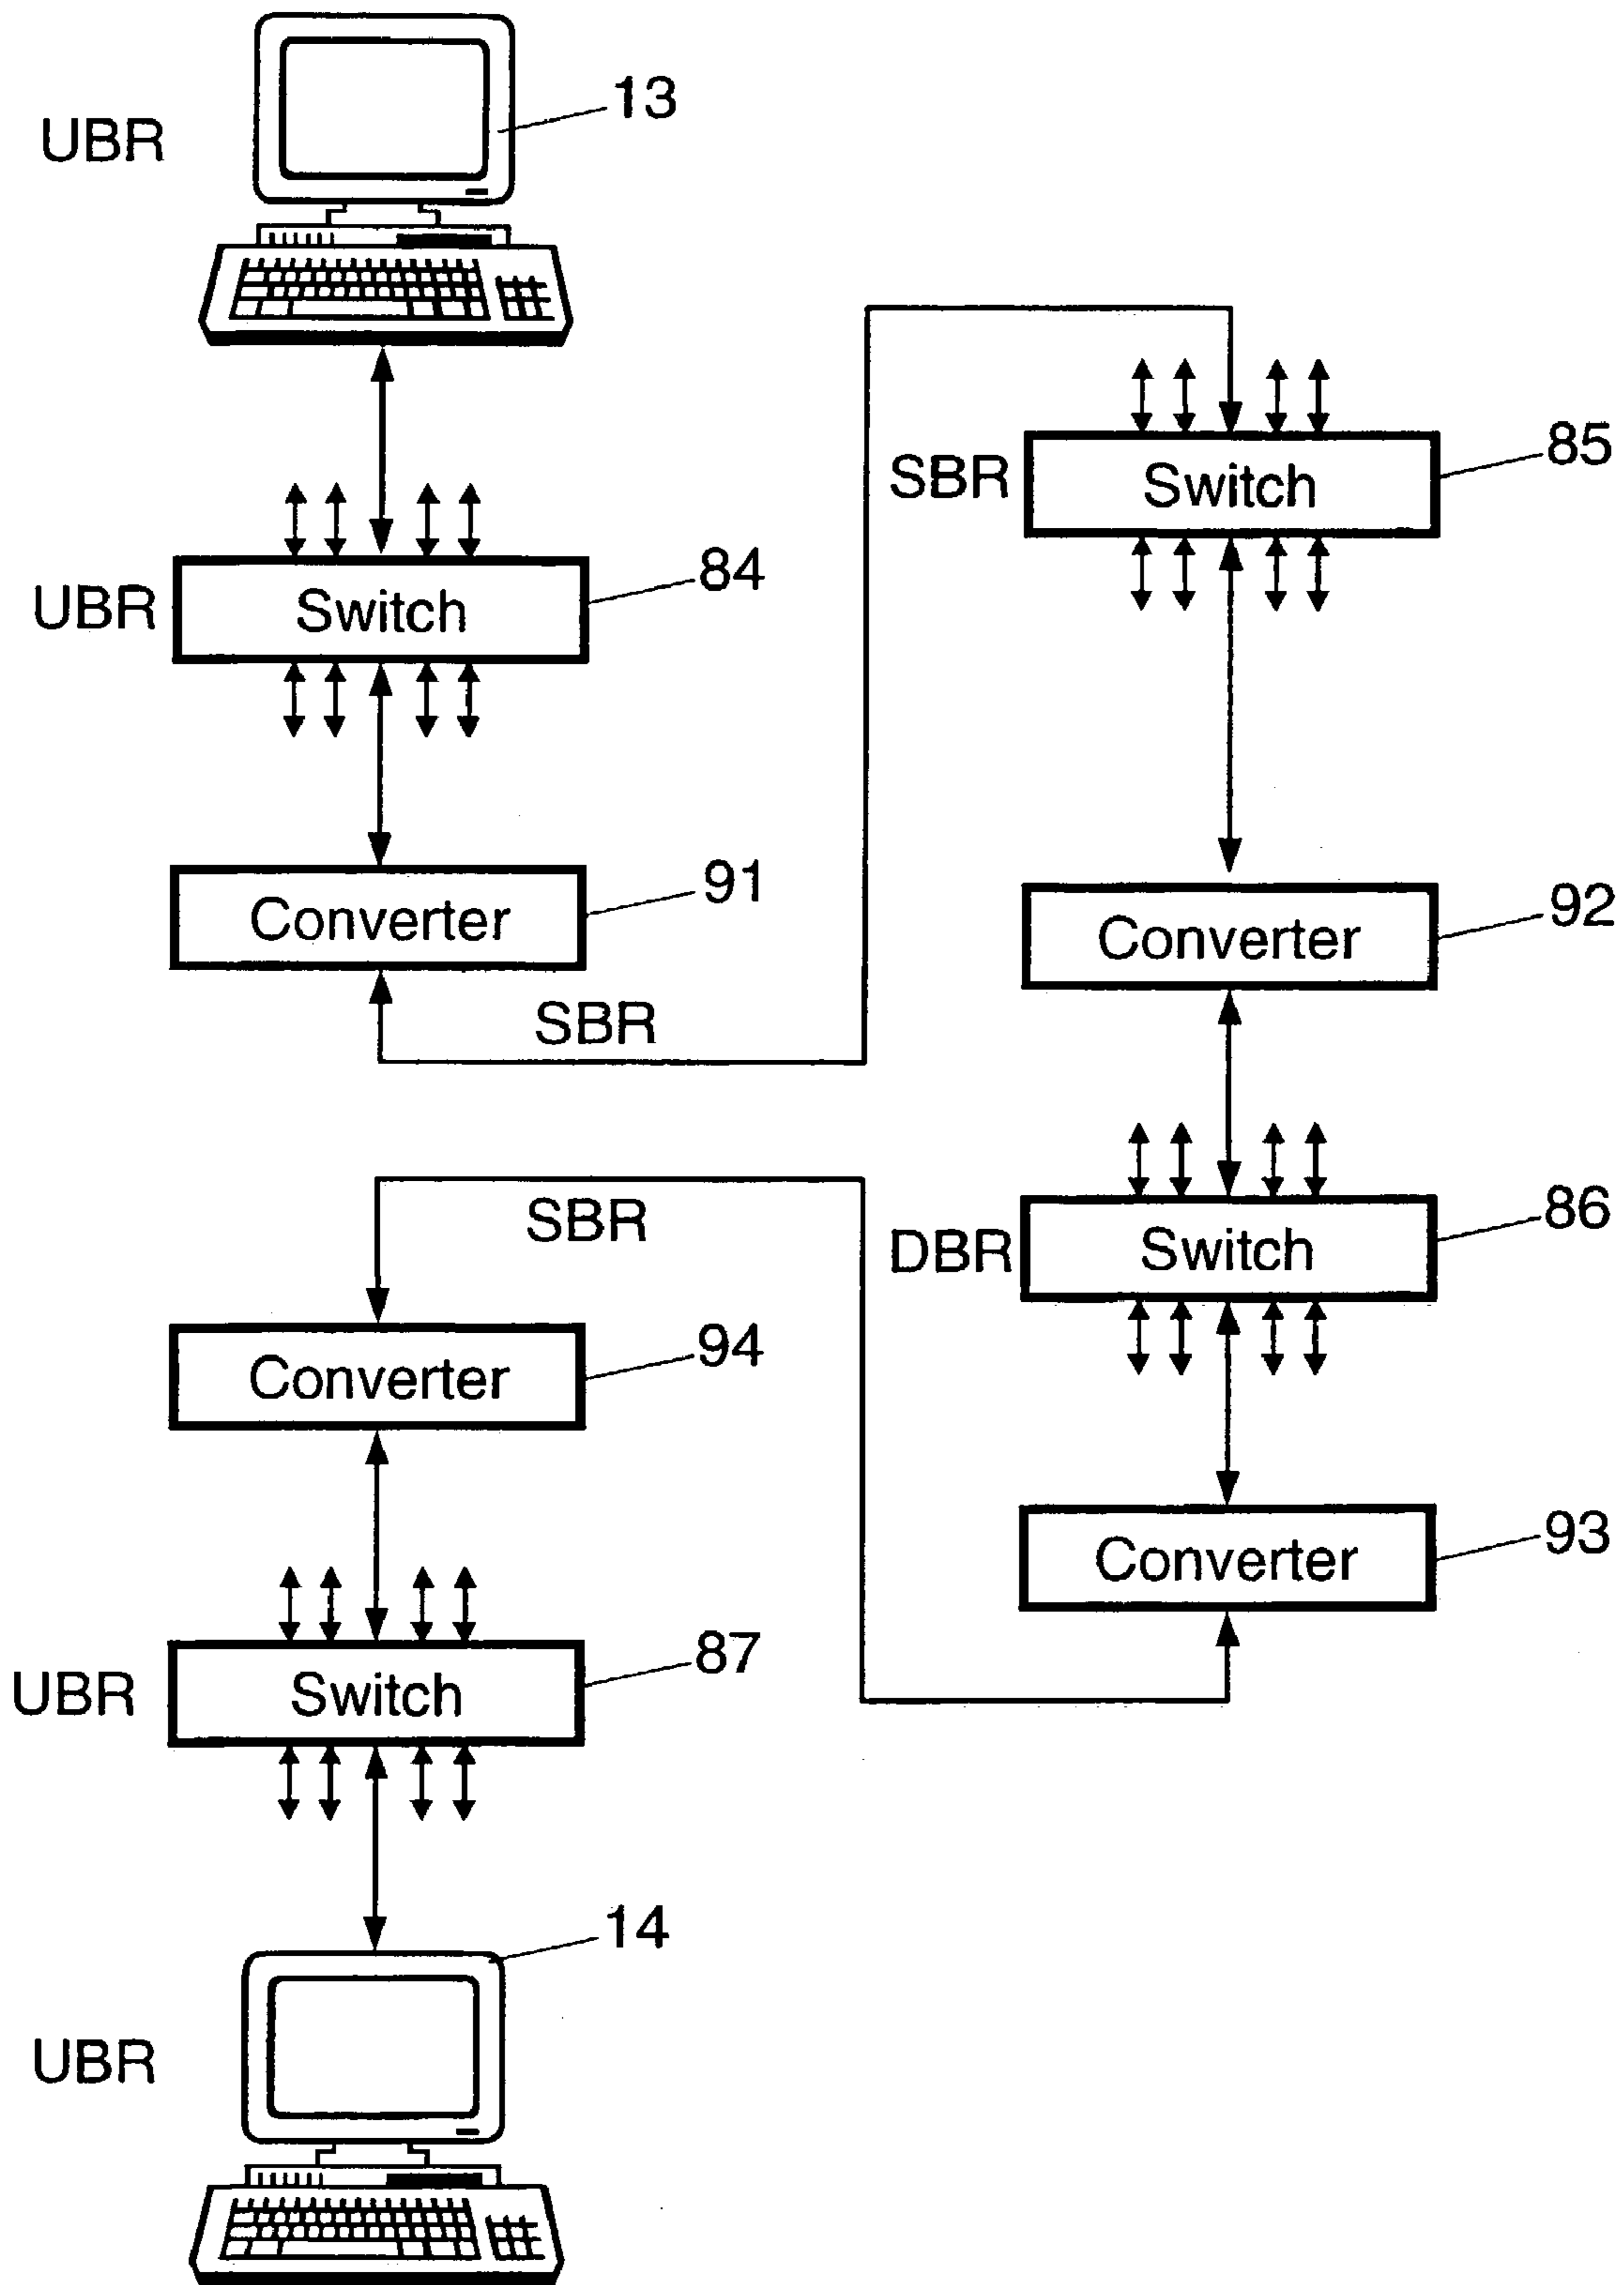 UBR
13
UBR
Switch
84
Converter
91
SBR
SBR
Switch
85
Converter
92
DBR
Switch
86
Converter
93
SBR
Converter
94
UBR
Switch
87
14
UBR